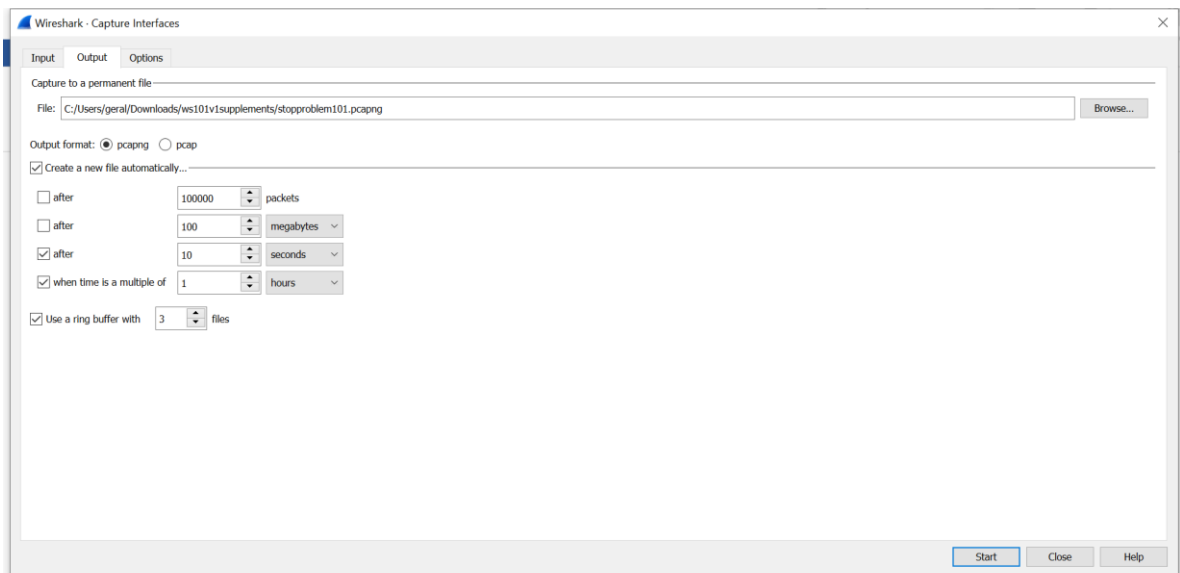 Wireshark · Capture Interfaces
Input Output Options
Capture to a permanent file
File: C:/Users/geral/Downloads/ws101v1supplements/stopproblem101.pcapng Browse...
Output format: pcapng pcap
Create a new file automatically...
after 100000 packets
after 100 megabytes
after 10 seconds
when time is a multiple of 1 hours
Use a ring buffer with 3 files
Start Close Help